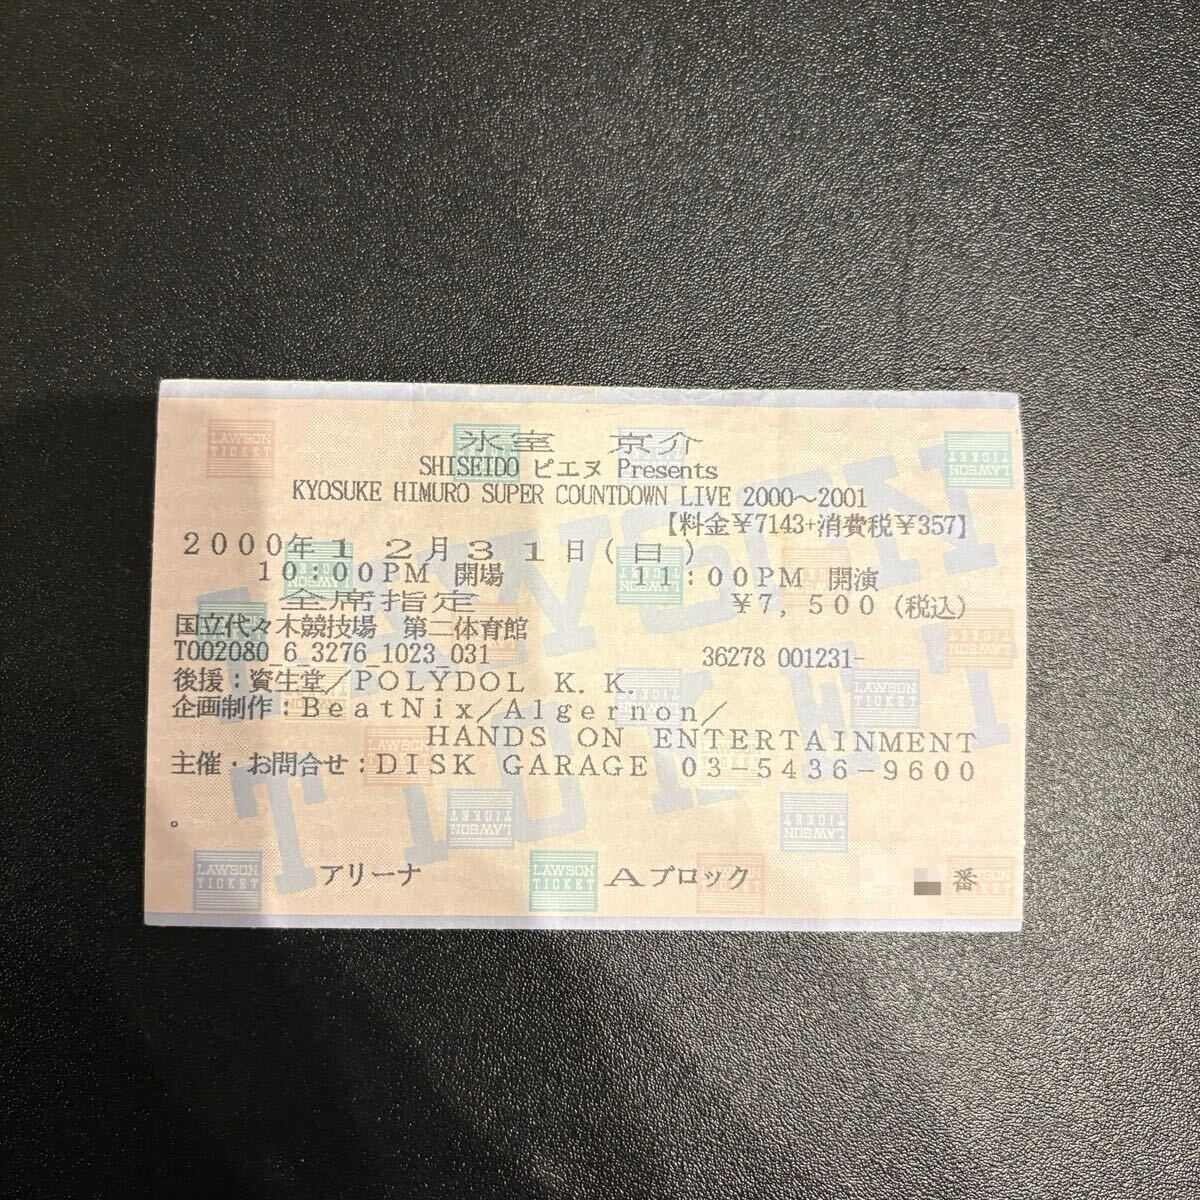 氷室　京介
SHISEIDO ピエヌ Presents
KYOSUKE HIMURO SUPER COUNTDOWN LIVE 2000～2001
【料金￥7143+消費税￥357】
2000年12月31日(日)
10:00PM 開場　11:00PM 開演
全席指定　￥7,500(税込)
国立代々木競技場　第二体育館
T002080_6_3276_1023_031　36278 001231-
後援:資生堂/POLYDOL K.K.
企画制作:BeatNix/Algernon/
HANDS ON ENTERTAINMENT
主催・お問合せ:DISK GARAGE 03-5436-9600
。
アリーナ　Aブロック　番
LAWSON TICKET